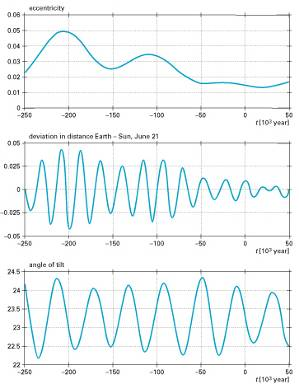 eccentricity
0.06
0.05
0.04
0.03
0.02
0.01
0
−250 −200 −150 −100 −50 0 50
t [10³ year]
deviation in distance Earth – Sun, June 21
0.05
0.025
0
−0.025
−0.05
−250 −200 −150 −100 −50 0 50
t [10³ year]
angle of tilt
24.5
24
23.5
23
22.5
22
−250 −200 −150 −100 −50 0 50
t [10³ year]